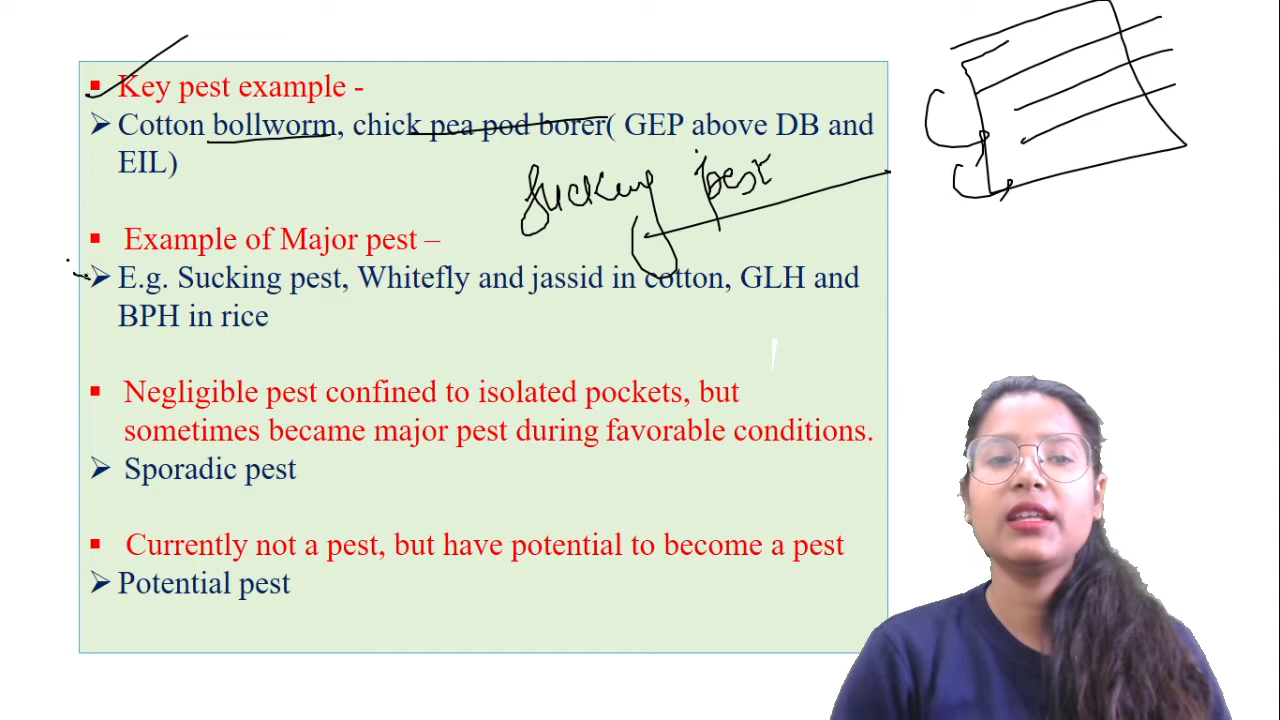 ▪ Key pest example -
➢ Cotton bollworm, chick pea pod borer( GEP above DB and
EIL)
sucking pest
▪ Example of Major pest –
➢ E.g. Sucking pest, Whitefly and jassid in cotton, GLH and
BPH in rice
▪ Negligible pest confined to isolated pockets, but
sometimes became major pest during favorable conditions.
➢ Sporadic pest
▪ Currently not a pest, but have potential to become a pest
➢ Potential pest